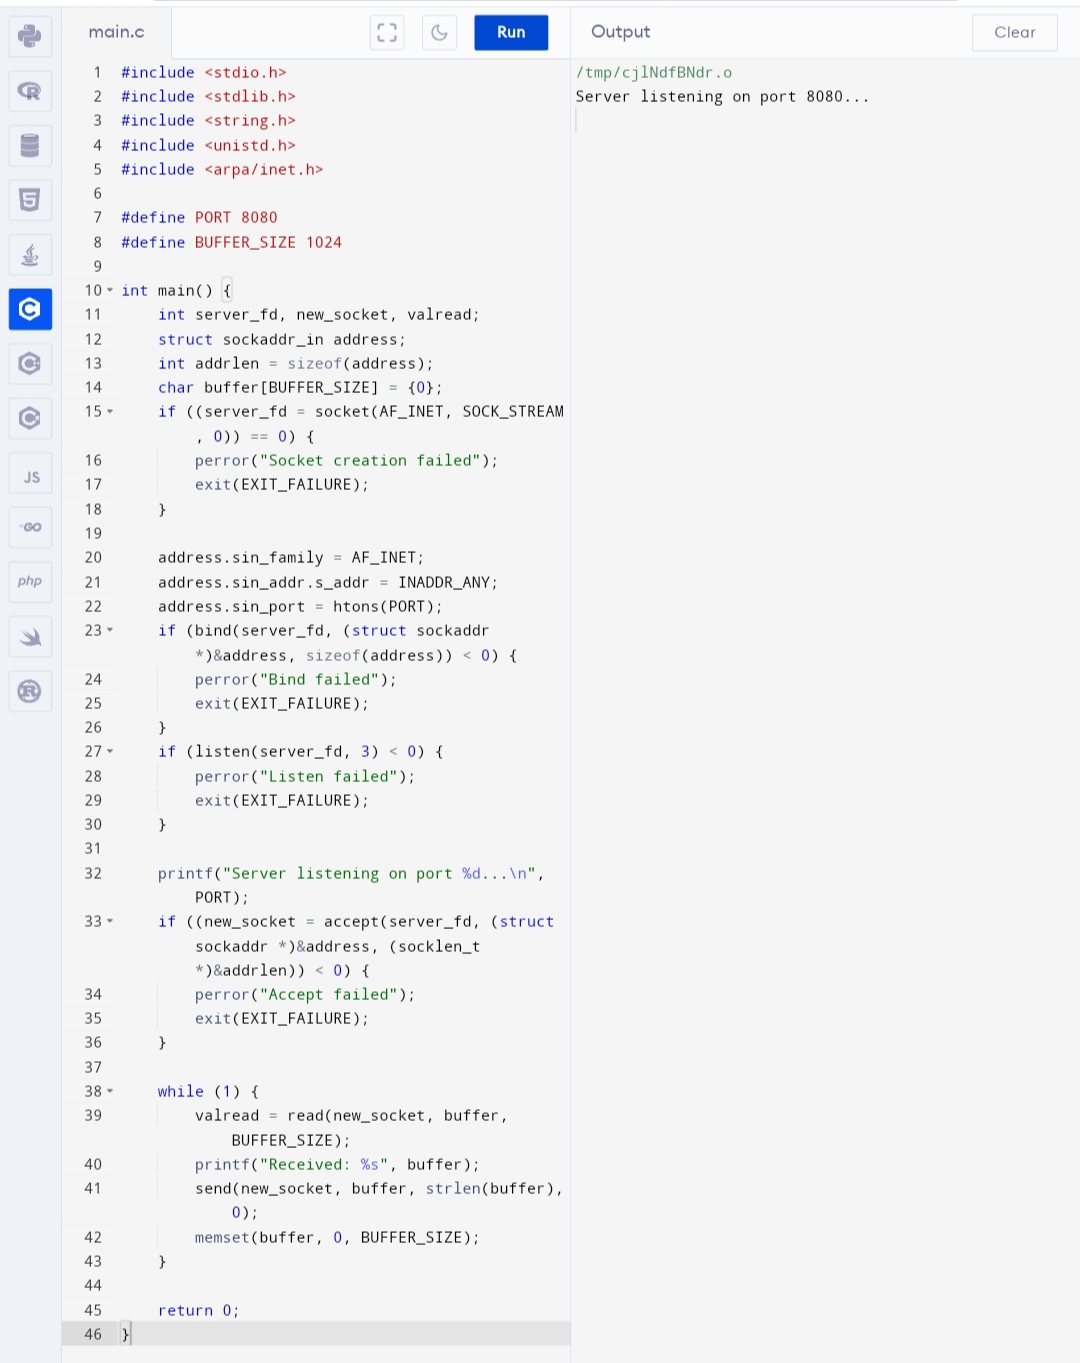 main.c
Run
Output
Clear
1 #include <stdio.h>
2 #include <stdlib.h>
3 #include <string.h>
4 #include <unistd.h>
5 #include <arpa/inet.h>
6
7 #define PORT 8080
8 #define BUFFER_SIZE 1024
9
10 int main() {
11 int server_fd, new_socket, valread;
12 struct sockaddr_in address;
13 int addrlen = sizeof(address);
14 char buffer[BUFFER_SIZE] = {0};
15 if ((server_fd = socket(AF_INET, SOCK_STREAM
, 0)) == 0) {
16 perror("Socket creation failed");
17 exit(EXIT_FAILURE);
18 }
19
20 address.sin_family = AF_INET;
21 address.sin_addr.s_addr = INADDR_ANY;
22 address.sin_port = htons(PORT);
23 if (bind(server_fd, (struct sockaddr
*)&address, sizeof(address)) < 0) {
24 perror("Bind failed");
25 exit(EXIT_FAILURE);
26 }
27 if (listen(server_fd, 3) < 0) {
28 perror("Listen failed");
29 exit(EXIT_FAILURE);
30 }
31
32 printf("Server listening on port %d...\n",
PORT);
33 if ((new_socket = accept(server_fd, (struct
sockaddr *)&address, (socklen_t
*)&addrlen)) < 0) {
34 perror("Accept failed");
35 exit(EXIT_FAILURE);
36 }
37
38 while (1) {
39 valread = read(new_socket, buffer,
BUFFER_SIZE);
40 printf("Received: %s", buffer);
41 send(new_socket, buffer, strlen(buffer),
0);
42 memset(buffer, 0, BUFFER_SIZE);
43 }
44
45 return 0;
46 }
/tmp/cjlNdfBNdr.o
Server listening on port 8080...
R
5
C
C
C
JS
GO
php
R